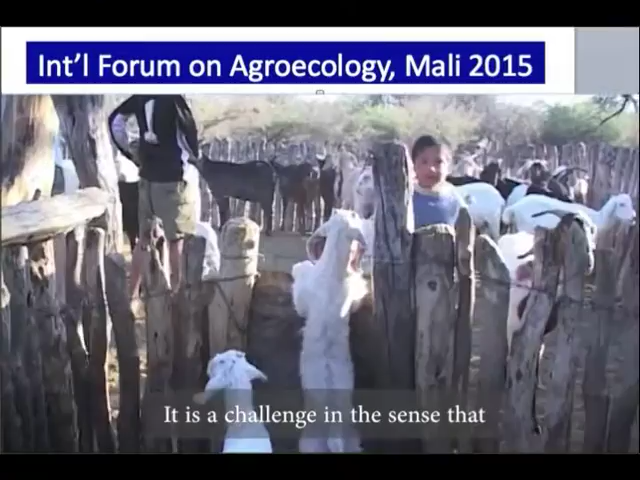 Int'l Forum on Agroecology, Mali 2015
It is a challenge in the sense that